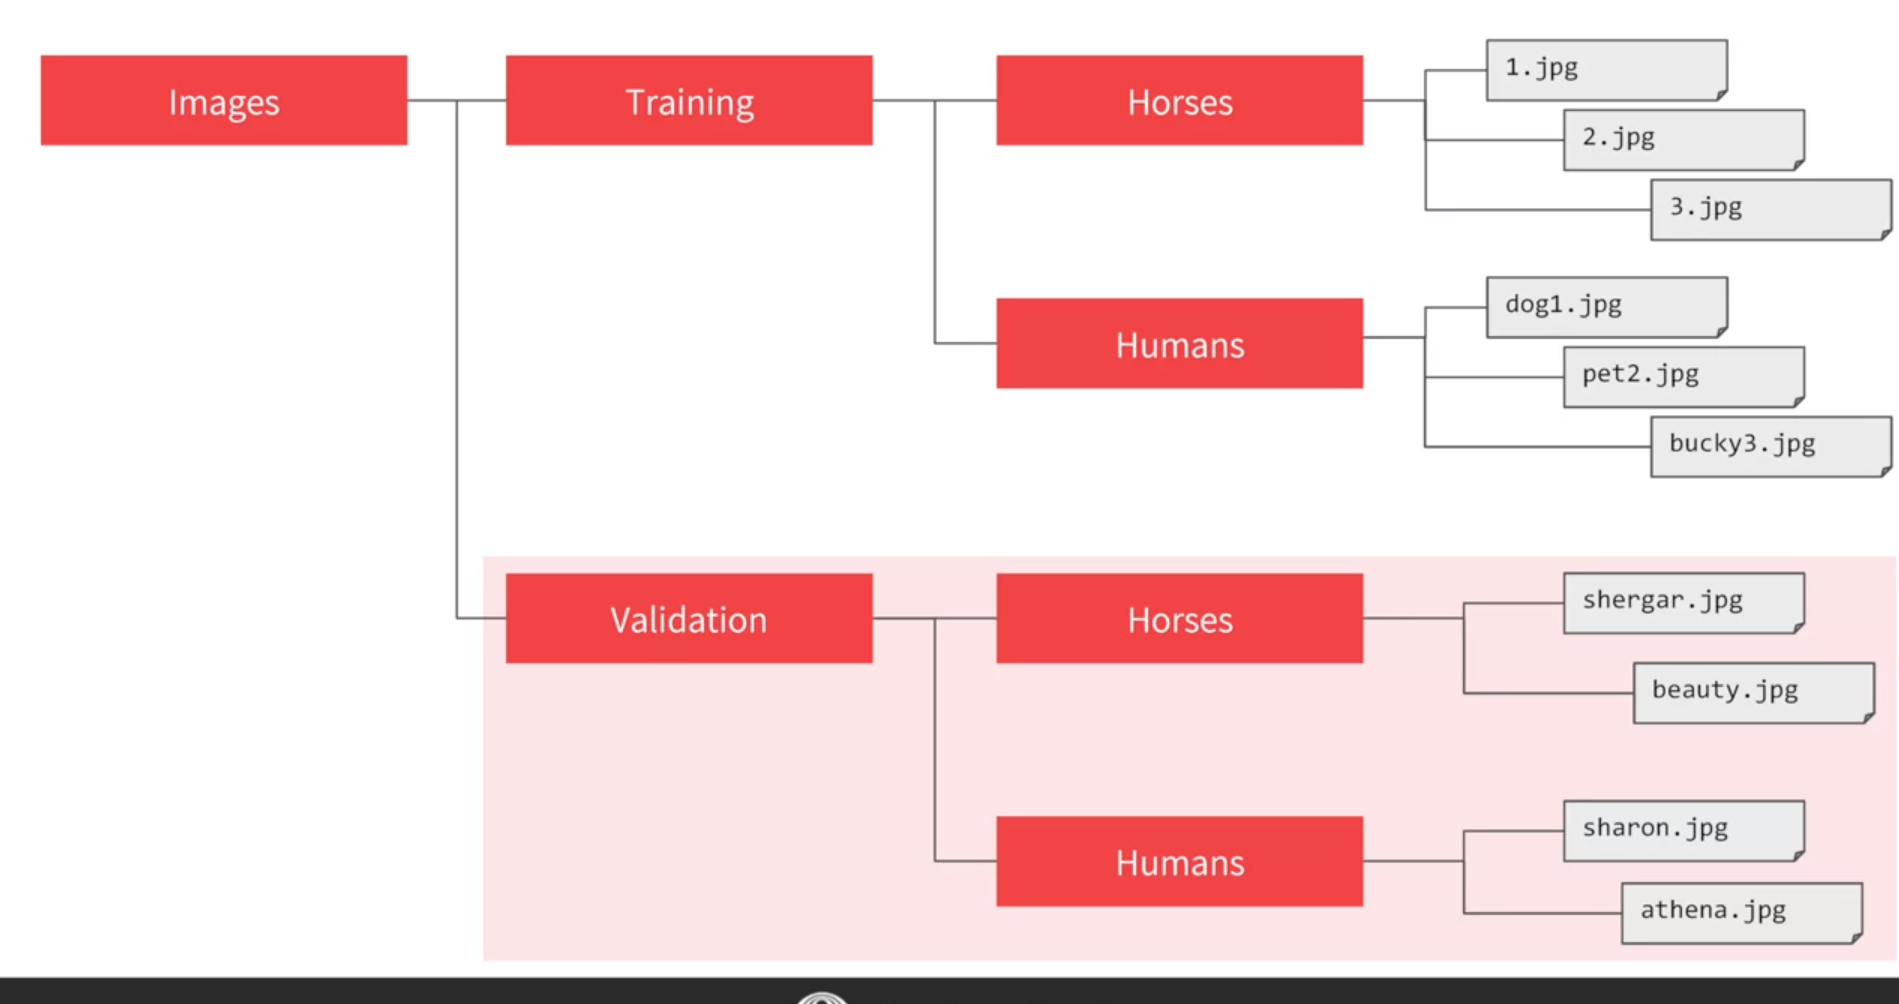 Images
Training
Horses
1.jpg
2.jpg
3.jpg
Humans
dog1.jpg
pet2.jpg
bucky3.jpg
Validation
Horses
shergar.jpg
beauty.jpg
Humans
sharon.jpg
athena.jpg